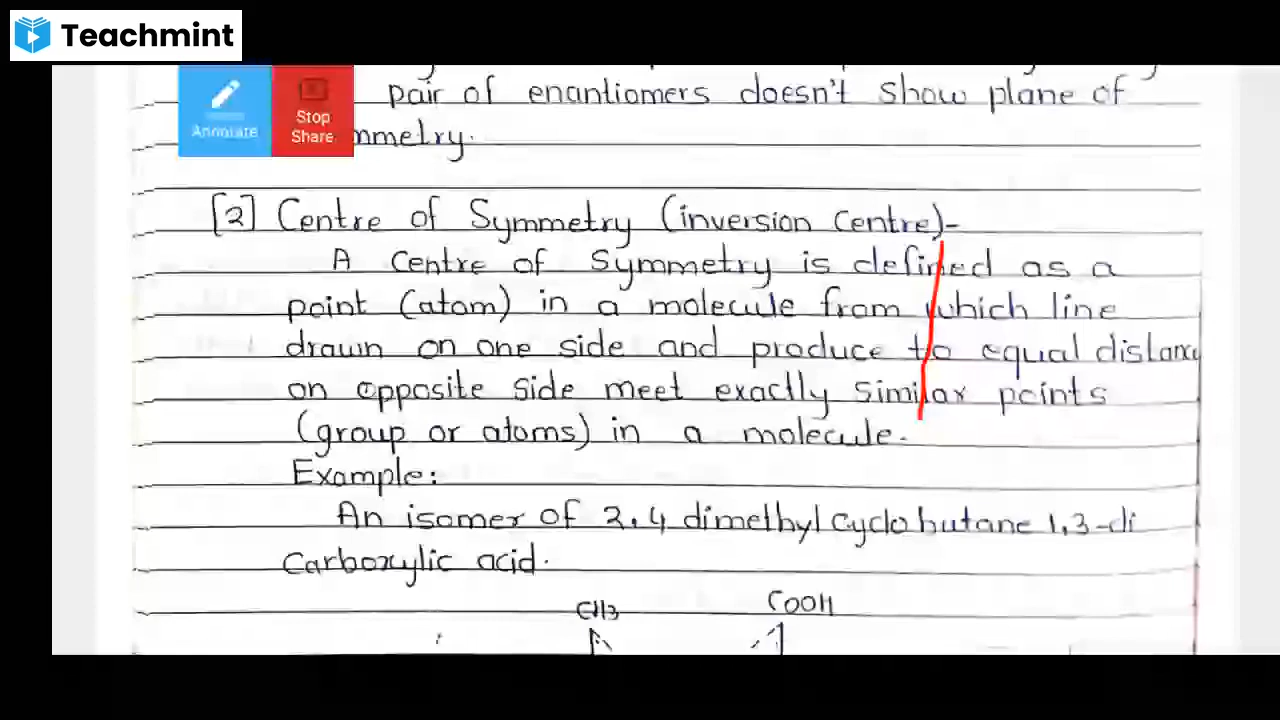 Teachmint
Annotate
Stop
Share
pair of enantiomers doesn't show plane of
mmetry.
[2] Centre of Symmetry (inversion centre)-
A centre of symmetry is defined as a
point (atom) in a molecule from which line
drawn on one side and produce to equal distance
on opposite side meet exactly similar points
(group or atoms) in a molecule.
Example:
An isomer of 2,4 dimethyl cyclobutane 1,3-di
carboxylic acid.
CH3 COOH